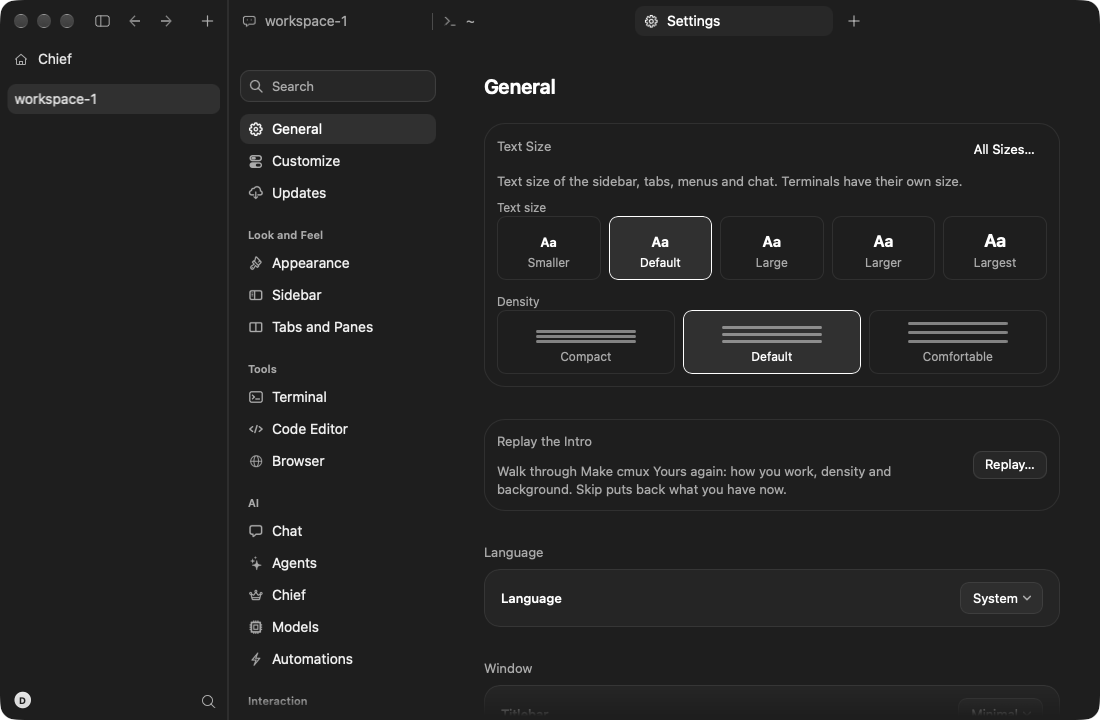 workspace-1
~
Settings
Chief
workspace-1
D
Search
General
Customize
Updates
Look and Feel
Appearance
Sidebar
Tabs and Panes
Tools
Terminal
Code Editor
Browser
AI
Chat
Agents
Chief
Models
Automations
Interaction
General
Text Size
All Sizes...
Text size of the sidebar, tabs, menus and chat. Terminals have their own size.
Text size
Aa Aa Aa Aa Aa
Smaller Default Large Larger Largest
Density
Compact Default Comfortable
Replay the Intro
Walk through Make cmux Yours again: how you work, density and
background. Skip puts back what you have now.
Replay...
Language
Language
System
Window
Titlebar
Minimal